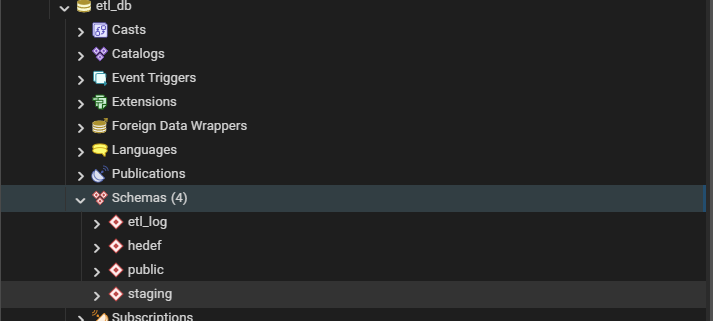 etl_db
Casts
Catalogs
Event Triggers
Extensions
Foreign Data Wrappers
Languages
Publications
Schemas (4)
etl_log
hedef
public
staging
Subscriptions